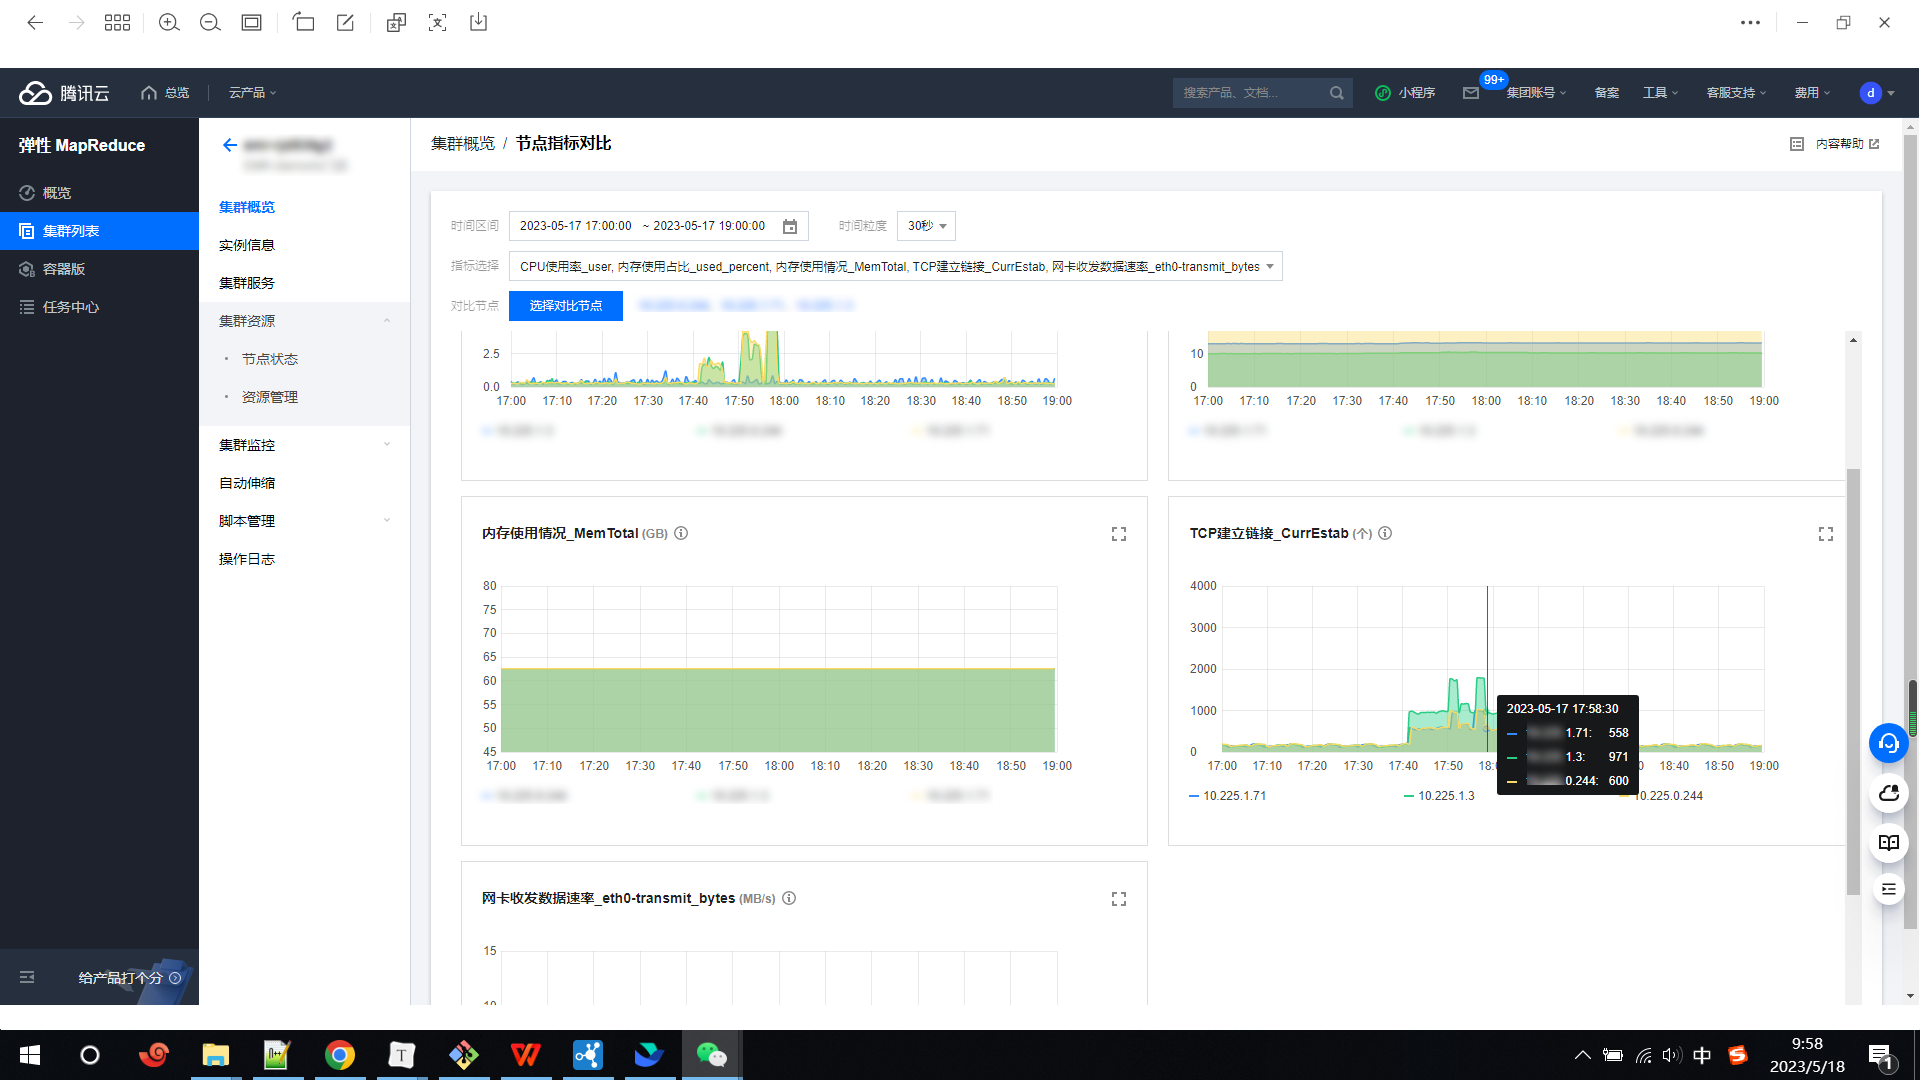 腾讯云
总览
云产品
搜索产品、文档...
小程序
99+
集团账号
备案
工具
客服支持
费用
d
弹性 MapReduce
概览
集群列表
容器版
任务中心
给产品打个分
集群概览
实例信息
集群服务
集群资源
节点状态
资源管理
集群监控
自动伸缩
脚本管理
操作日志
集群概览 / 节点指标对比
内容帮助
时间区间 2023-05-17 17:00:00 ~ 2023-05-17 19:00:00 时间粒度 30秒
指标选择 CPU使用率_user, 内存使用占比_used_percent, 内存使用情况_MemTotal, TCP建立链接_CurrEstab, 网卡收发数据速率_eth0-transmit_bytes
对比节点 选择对比节点
2.5
0.0
17:00 17:10 17:20 17:30 17:40 17:50 18:00 18:10 18:20 18:30 18:40 18:50 19:00
10
0
17:00 17:10 17:20 17:30 17:40 17:50 18:00 18:10 18:20 18:30 18:40 18:50 19:00
内存使用情况_MemTotal (GB)
80
75
70
65
60
55
50
45
17:00 17:10 17:20 17:30 17:40 17:50 18:00 18:10 18:20 18:30 18:40 18:50 19:00
TCP建立链接_CurrEstab (个)
4000
3000
2000
1000
0
17:00 17:10 17:20 17:30 17:40 17:50 18:40 18:50 19:00
2023-05-17 17:58:30
1.71: 558
1.3: 971
0.244: 600
10.225.1.71 10.225.1.3 10.225.0.244
网卡收发数据速率_eth0-transmit_bytes (MB/s)
15
中
9:58
2023/5/18
1